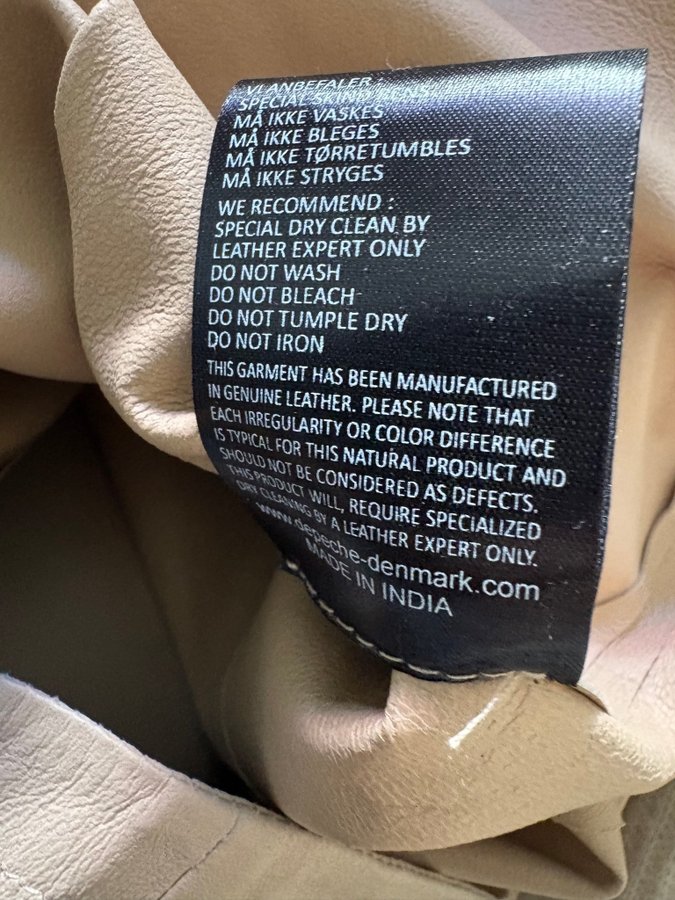 VI ANBEFALER
SPECIAL
MÅ IKKE VASKES
MÅ IKKE BLEGES
MÅ IKKE TØRRETUMBLES
MÅ IKKE STRYGES
WE RECOMMEND :
SPECIAL DRY CLEAN BY
LEATHER EXPERT ONLY
DO NOT WASH
DO NOT BLEACH
DO NOT TUMPLE DRY
DO NOT IRON
THIS GARMENT HAS BEEN MANUFACTURED
IN GENUINE LEATHER. PLEASE NOTE THAT
EACH IRREGULARITY OR COLOR DIFFERENCE
IS TYPICAL FOR THIS NATURAL PRODUCT AND
SHOULD NOT BE CONSIDERED AS DEFECTS.
THIS PRODUCT WILL, REQUIRE SPECIALIZED
DRY CLEANING BY A LEATHER EXPERT ONLY.
www.depeche-denmark.com
MADE IN INDIA